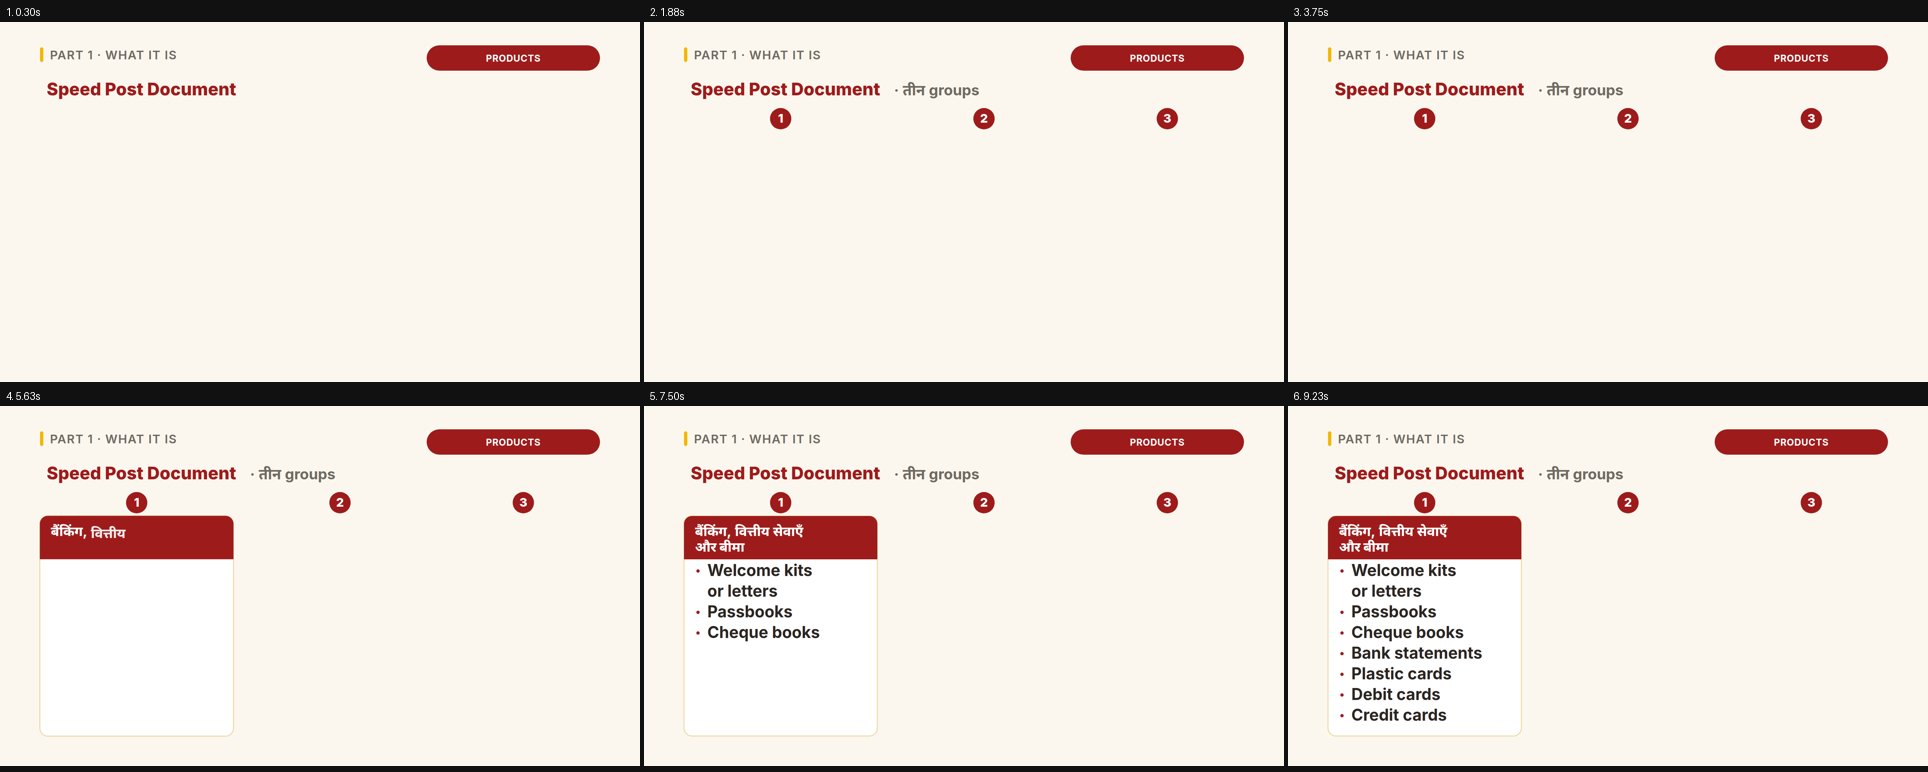 1. 0.30s
PART 1 · WHAT IT IS
PRODUCTS
Speed Post Document
2. 1.88s
PART 1 · WHAT IT IS
PRODUCTS
Speed Post Document · तीन groups
1 2 3
3. 3.75s
PART 1 · WHAT IT IS
PRODUCTS
Speed Post Document · तीन groups
1 2 3
4. 5.63s
PART 1 · WHAT IT IS
PRODUCTS
Speed Post Document · तीन groups
1 2 3
बैंकिंग, वित्तीय
5. 7.50s
PART 1 · WHAT IT IS
PRODUCTS
Speed Post Document · तीन groups
1 2 3
बैंकिंग, वित्तीय सेवाएँ
और बीमा
• Welcome kits
or letters
• Passbooks
• Cheque books
6. 9.23s
PART 1 · WHAT IT IS
PRODUCTS
Speed Post Document · तीन groups
1 2 3
बैंकिंग, वित्तीय सेवाएँ
और बीमा
• Welcome kits
or letters
• Passbooks
• Cheque books
• Bank statements
• Plastic cards
• Debit cards
• Credit cards